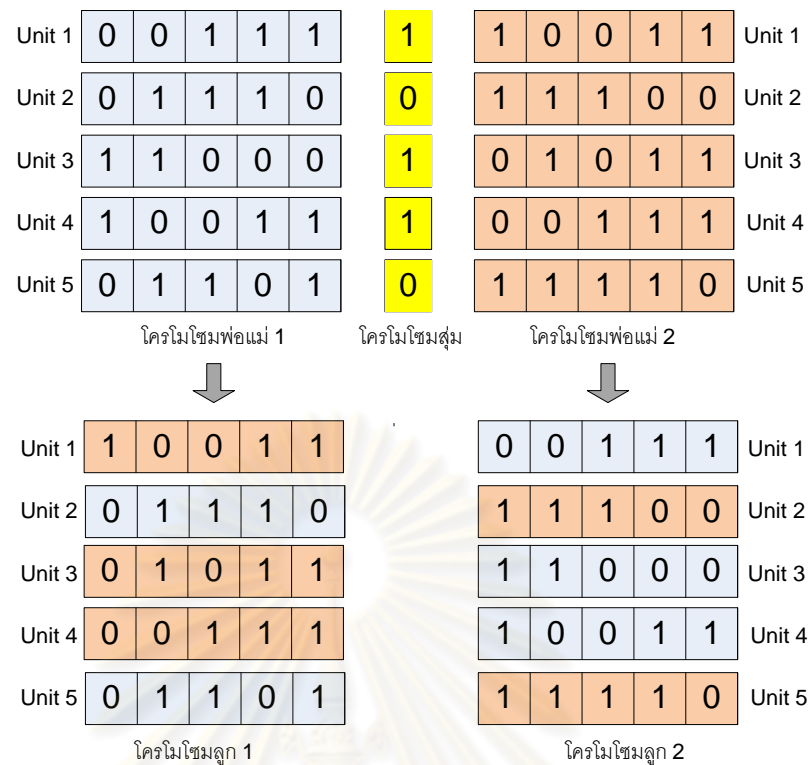 Unit 1 0 0 1 1 1 1 1 0 0 1 1 Unit 1
Unit 2 0 1 1 1 0 0 1 1 1 0 0 Unit 2
Unit 3 1 1 0 0 0 1 0 1 0 1 1 Unit 3
Unit 4 1 0 0 1 1 1 0 0 1 1 1 Unit 4
Unit 5 0 1 1 0 1 0 1 1 1 1 0 Unit 5
โครโมโซมพ่อแม่ 1 โครโมโซมสุ่ม โครโมโซมพ่อแม่ 2
Unit 1 1 0 0 1 1 0 0 1 1 1 Unit 1
Unit 2 0 1 1 1 0 1 1 1 0 0 Unit 2
Unit 3 0 1 0 1 1 1 1 0 0 0 Unit 3
Unit 4 0 0 1 1 1 1 0 0 1 1 Unit 4
Unit 5 0 1 1 0 1 1 1 1 1 0 Unit 5
โครโมโซมลูก 1 โครโมโซมลูก 2